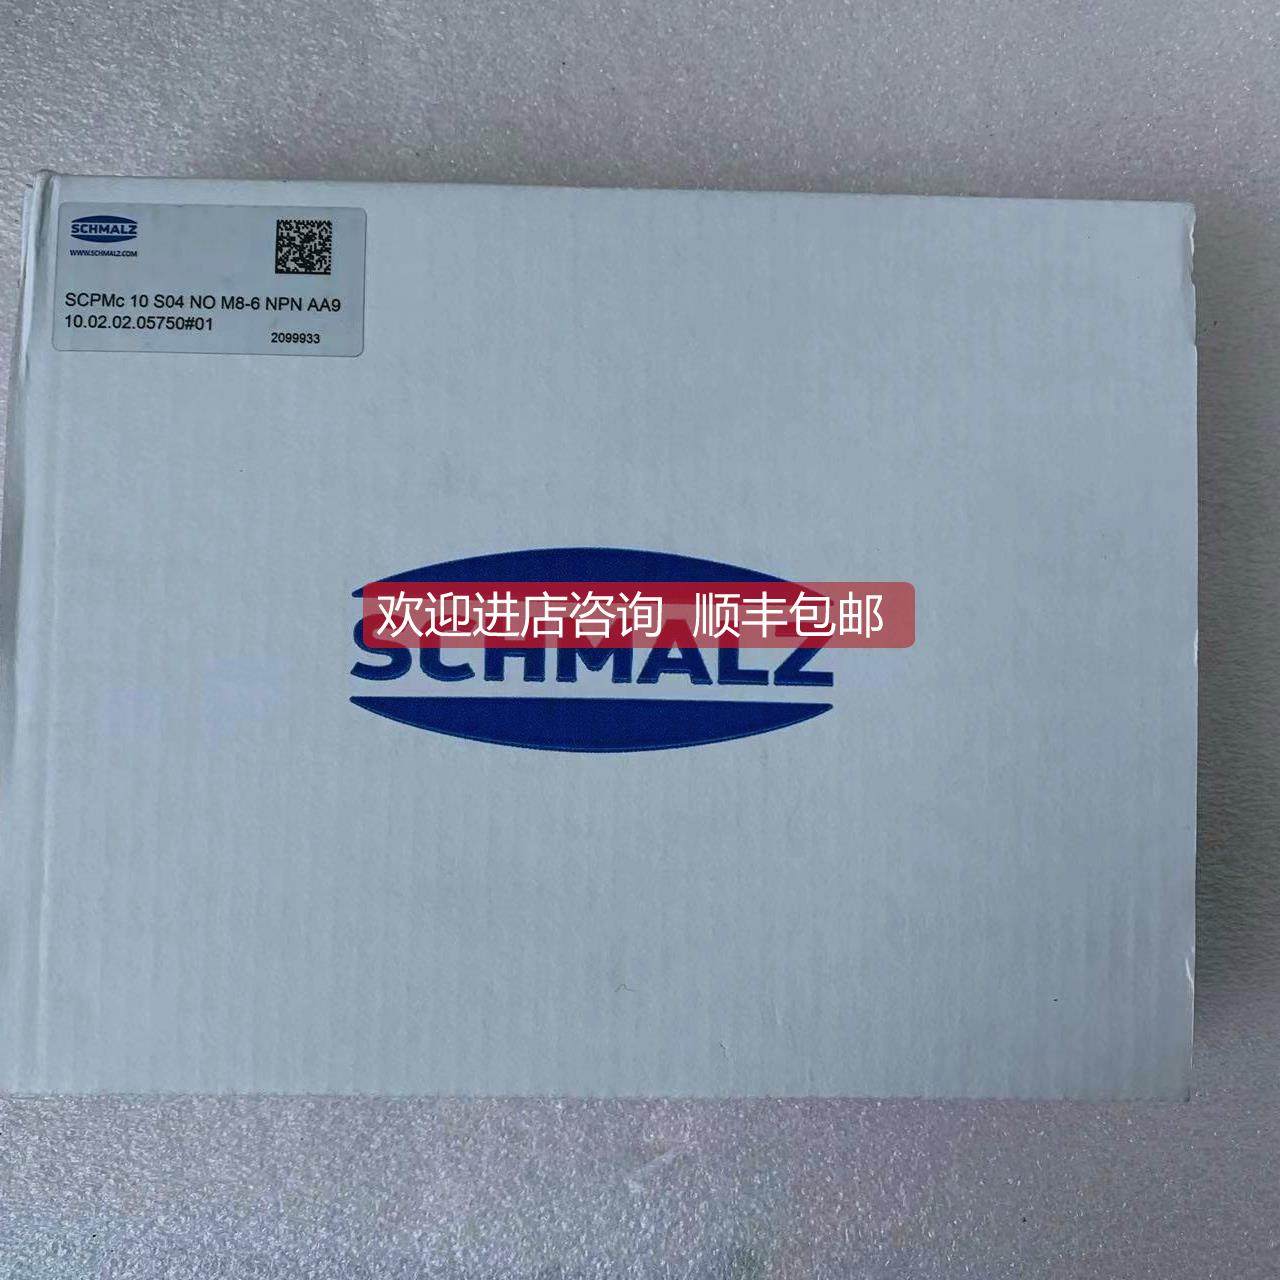 SCHMALZ
WWW.SCHMALZ.COM
SCPMc 10 S04 NO M8-6 NPN AA9
10.02.02.05750#01
2099933
欢迎进店咨询 顺丰包邮
SCHMALZ